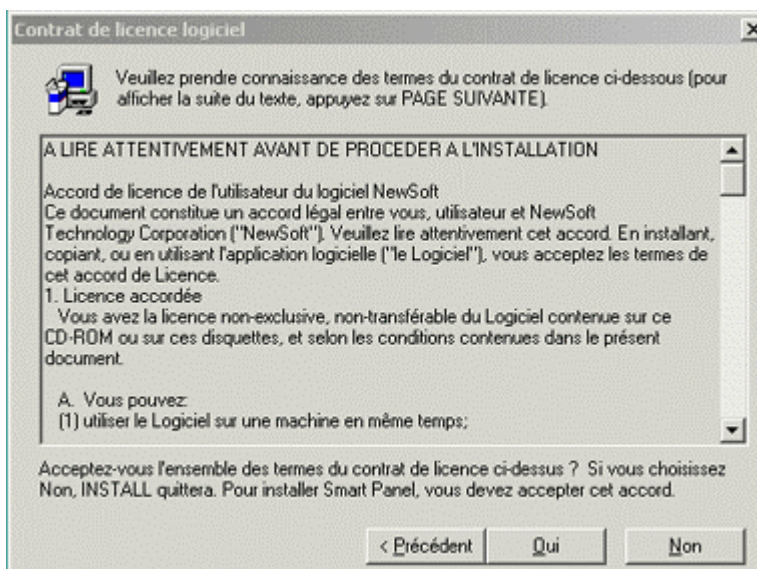 Contrat de licence logiciel
Veuillez prendre connaissance des termes du contrat de licence ci-dessous (pour
afficher la suite du texte, appuyez sur PAGE SUIVANTE).
A LIRE ATTENTIVEMENT AVANT DE PROCEDER A L'INSTALLATION
Accord de licence de l'utilisateur du logiciel NewSoft
Ce document constitue un accord légal entre vous, utilisateur et NewSoft
Technology Corporation ("NewSoft"). Veuillez lire attentivement cet accord. En installant,
copiant, ou en utilisant l'application logicielle ("le Logiciel"), vous acceptez les termes de
cet accord de Licence.
1. Licence accordée
Vous avez la licence non-exclusive, non-transférable du Logiciel contenue sur ce
CD-ROM ou sur ces disquettes, et selon les conditions contenues dans le présent
document.
A. Vous pouvez:
(1) utiliser le Logiciel sur une machine en même temps;
Acceptez-vous l'ensemble des termes du contrat de licence ci-dessus ? Si vous choisissez
Non, INSTALL quittera. Pour installer Smart Panel, vous devez accepter cet accord.
< Précédent
Oui
Non